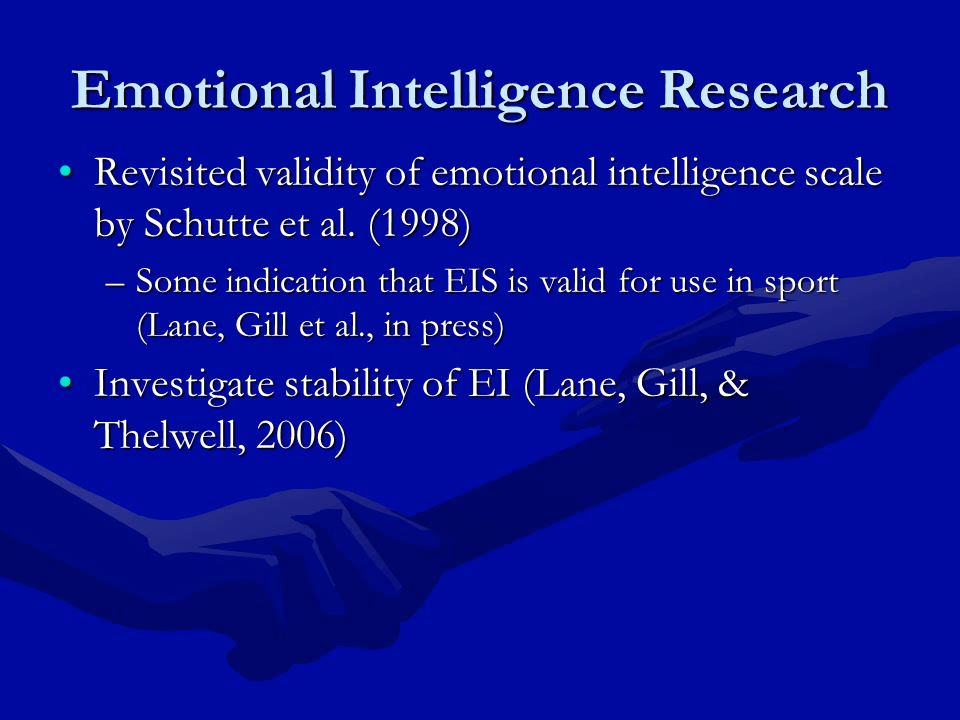 Emotional Intelligence Research
• Revisited validity of emotional intelligence scale
by Schutte et al. (1998)
– Some indication that EIS is valid for use in sport
(Lane, Gill et al., in press)
• Investigate stability of EI (Lane, Gill, &
Thelwell, 2006)